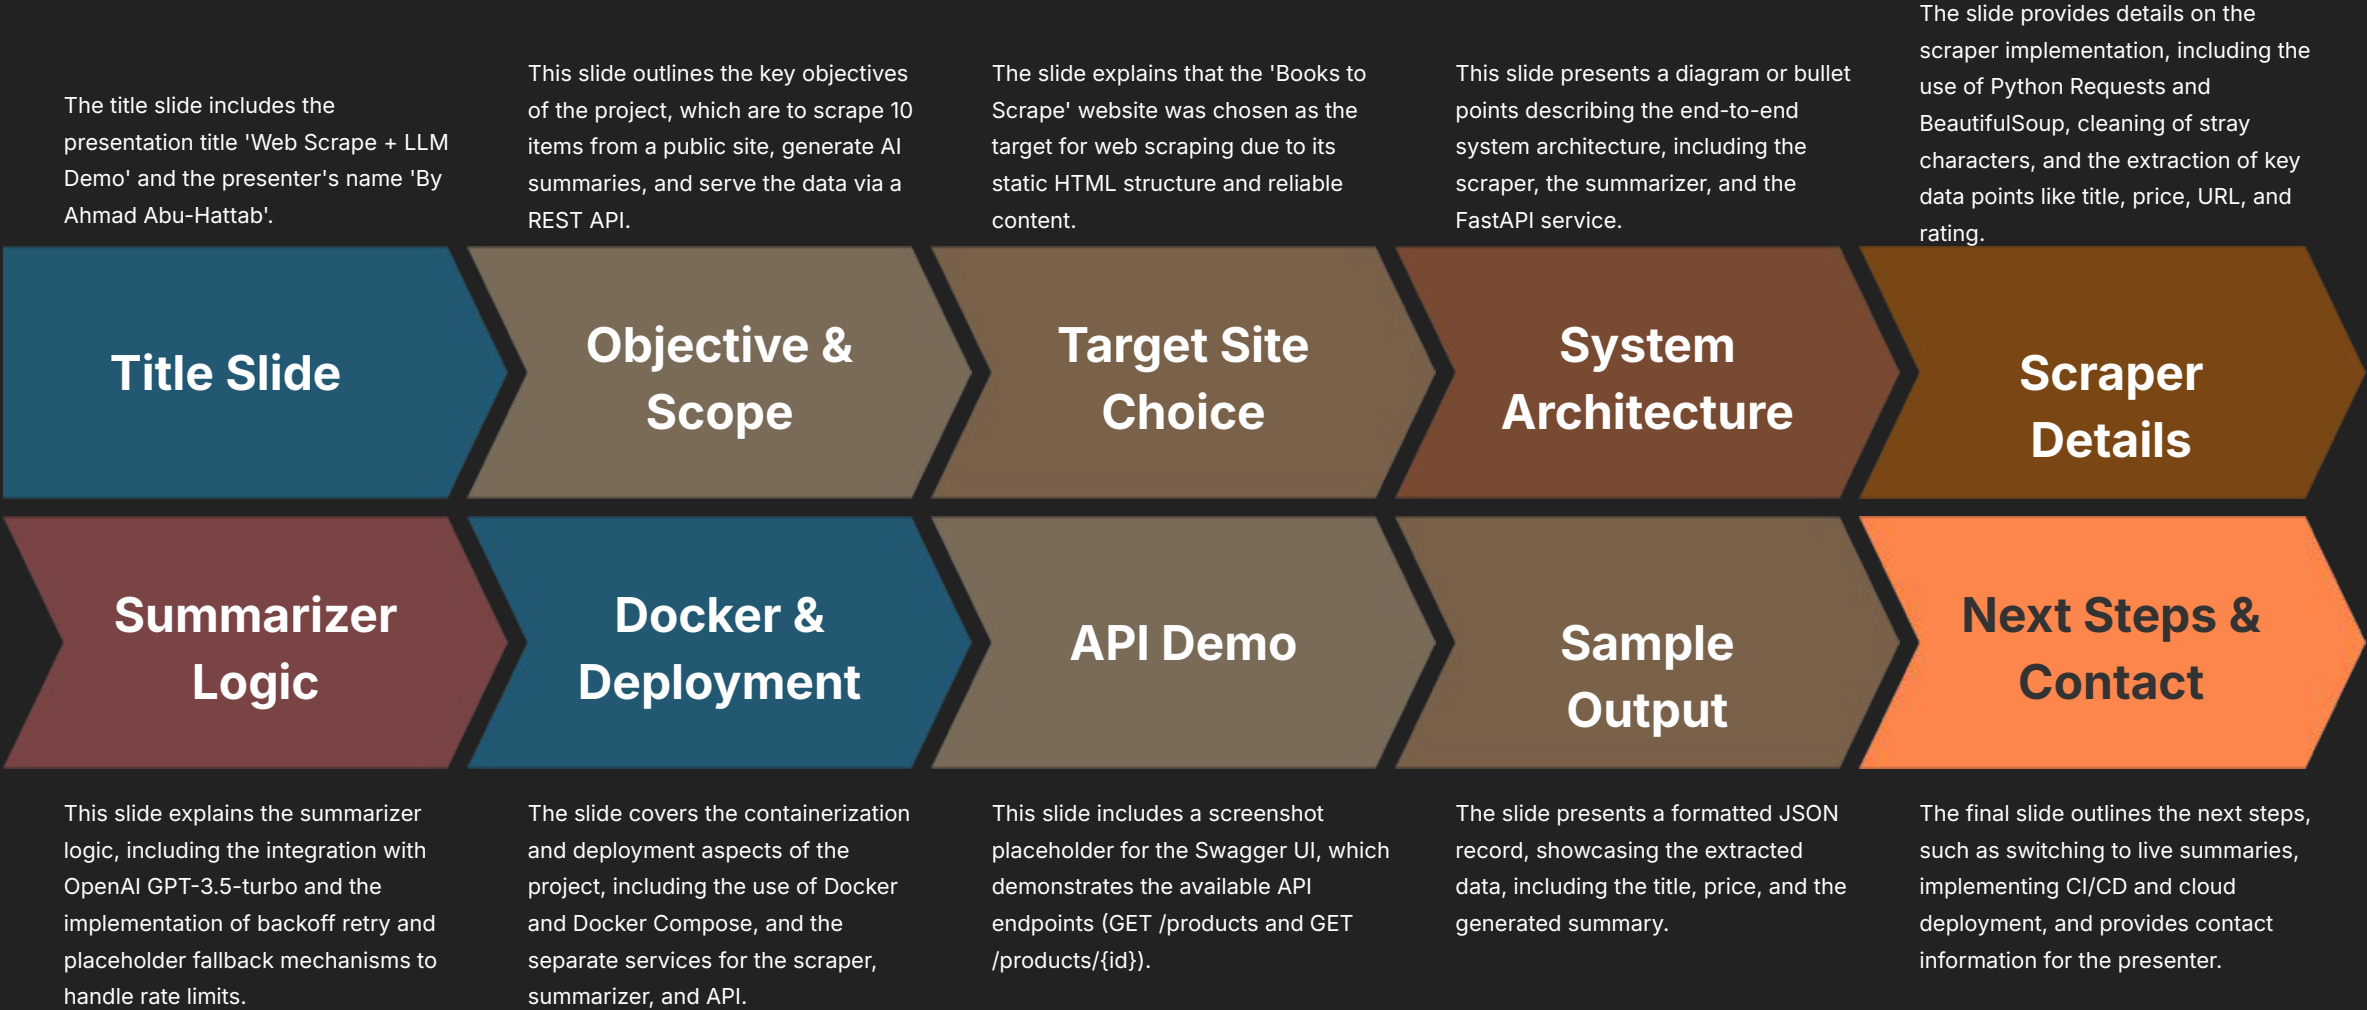 The title slide includes the
presentation title 'Web Scrape + LLM
Demo' and the presenter's name 'By
Ahmad Abu-Hattab'.
This slide outlines the key objectives
of the project, which are to scrape 10
items from a public site, generate AI
summaries, and serve the data via a
REST API.
The slide explains that the 'Books to
Scrape' website was chosen as the
target for web scraping due to its
static HTML structure and reliable
content.
This slide presents a diagram or bullet
points describing the end-to-end
system architecture, including the
scraper, the summarizer, and the
FastAPI service.
The slide provides details on the
scraper implementation, including the
use of Python Requests and
BeautifulSoup, cleaning of stray
characters, and the extraction of key
data points like title, price, URL, and
rating.
Title Slide
Objective &
Scope
Target Site
Choice
System
Architecture
Scraper
Details
Summarizer
Logic
Docker &
Deployment
API Demo
Sample
Output
Next Steps &
Contact
This slide explains the summarizer
logic, including the integration with
OpenAI GPT-3.5-turbo and the
implementation of backoff retry and
placeholder fallback mechanisms to
handle rate limits.
The slide covers the containerization
and deployment aspects of the
project, including the use of Docker
and Docker Compose, and the
separate services for the scraper,
summarizer, and API.
This slide includes a screenshot
placeholder for the Swagger UI, which
demonstrates the available API
endpoints (GET /products and GET
/products/{id}).
The slide presents a formatted JSON
record, showcasing the extracted
data, including the title, price, and the
generated summary.
The final slide outlines the next steps,
such as switching to live summaries,
implementing CI/CD and cloud
deployment, and provides contact
information for the presenter.